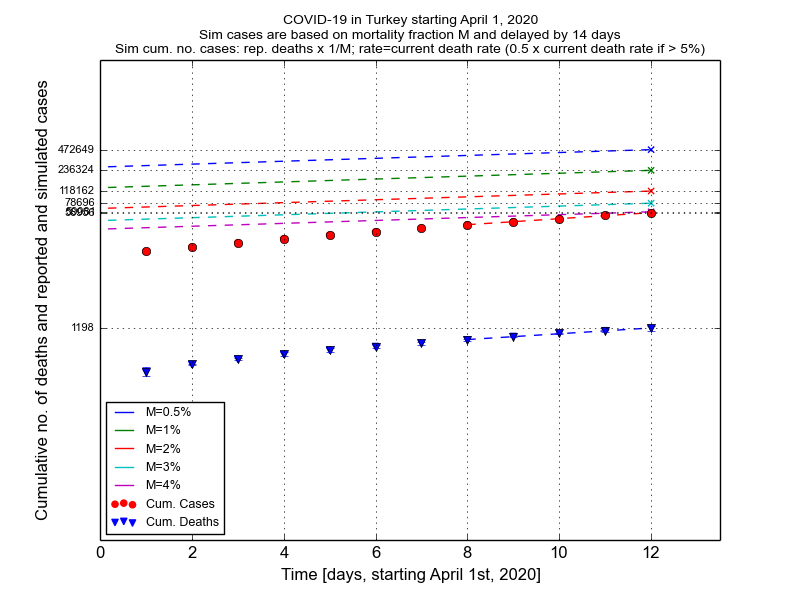 COVID-19 in Turkey starting April 1, 2020
Sim cases are based on mortality fraction M and delayed by 14 days
Sim cum. no. cases: rep. deaths x 1/M; rate=current death rate (0.5 x current death rate if > 5%)
Cumulative no. of deaths and reported and simulated cases
472649
236324
118162
78696
1198
M=0.5%
M=1%
M=2%
M=3%
M=4%
Cum. Cases
Cum. Deaths
0 2 4 6 8 10 12
Time [days, starting April 1st, 2020]